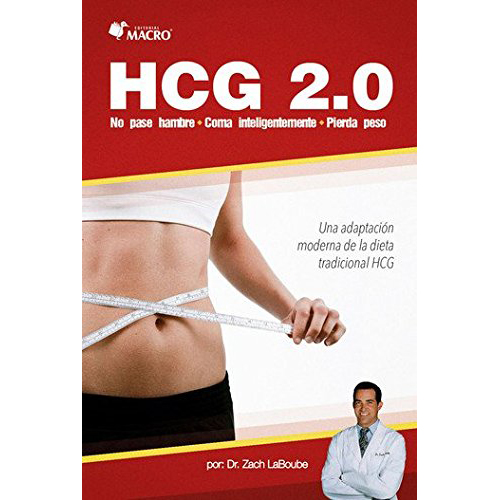 EDITORIAL
MACRO®
HCG 2.0
No pase hambre • Coma inteligentemente • Pierda peso
Una adaptación
moderna de la dieta
tradicional HCG
por: Dr. Zach LaBoube